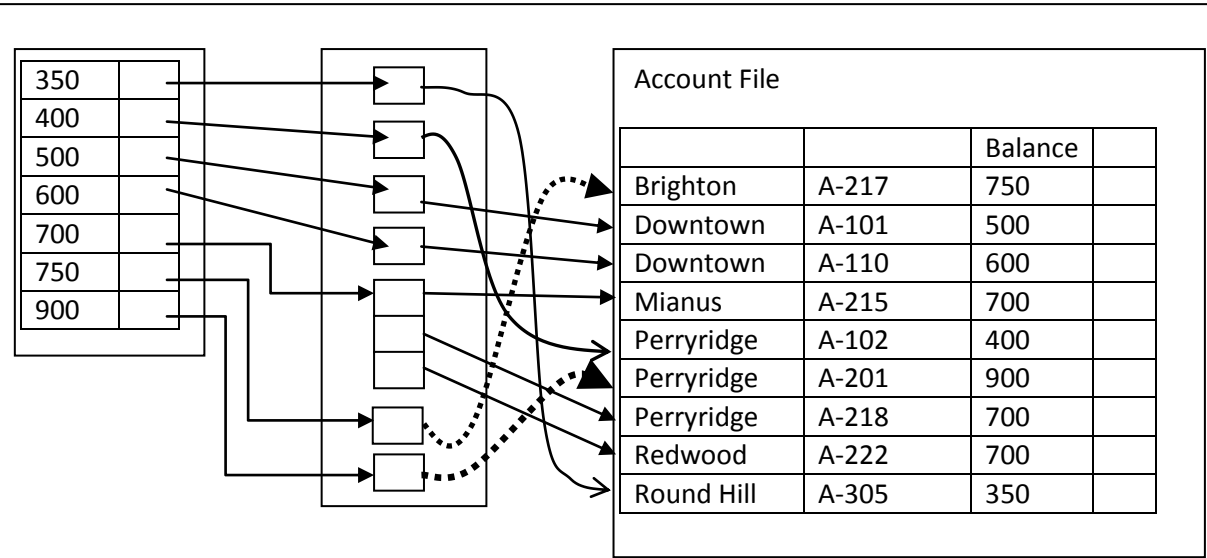 350
400
500
600
700
750
900
Account File
Balance
Brighton A-217 750
Downtown A-101 500
Downtown A-110 600
Mianus A-215 700
Perryridge A-102 400
Perryridge A-201 900
Perryridge A-218 700
Redwood A-222 700
Round Hill A-305 350